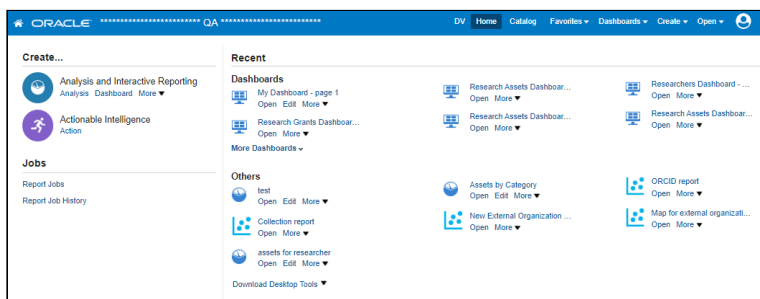 ORACLE ************************** QA **************************
DV Home Catalog Favorites Dashboards Create Open
Create...
Analysis and Interactive Reporting
Analysis Dashboard More
Actionable Intelligence
Action
Jobs
Report Jobs
Report Job History
Recent
Dashboards
My Dashboard - page 1
Open Edit More
Research Assets Dashboar...
Open More
Researchers Dashboard - ...
Open More
Research Grants Dashboar...
Open More
Research Assets Dashboar...
Open More
Research Assets Dashboar...
Open More
More Dashboards
Others
test
Open Edit More
Assets by Category
Open Edit More
ORCID report
Open More
Collection report
Open More
New External Organization ...
Open More
Map for external organizati...
Open More
assets for researcher
Open Edit More
Download Desktop Tools